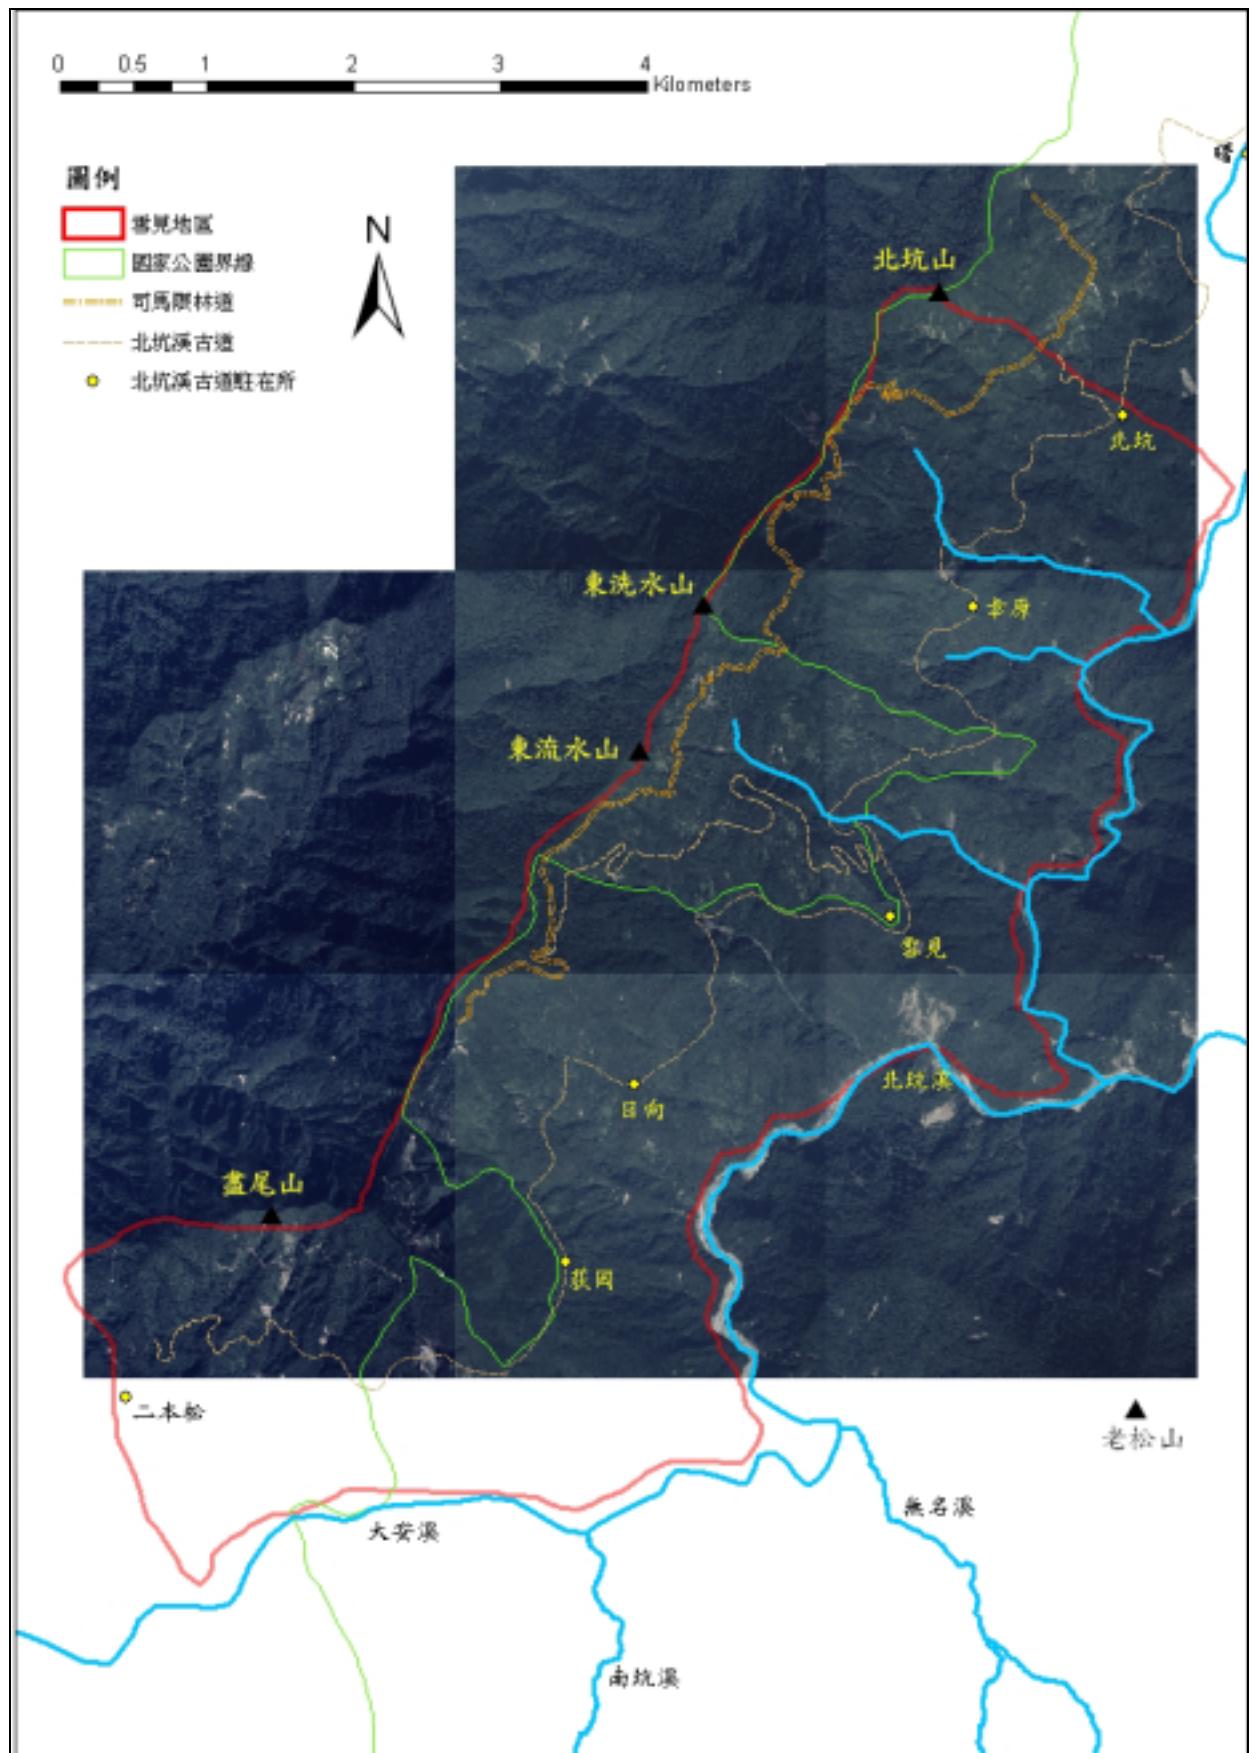 0 0.5 1 2 3 4
Kilometers
圖例
雪見地區
國家公園界線
司馬限林道
北坑溪古道
北坑溪古道駐在所
N
北坑山
北坑
東洗水山
幸原
東流水山
雪見
北坑溪
日向
盡尾山
荻岡
二本松
老松山
大安溪
無名溪
南坑溪